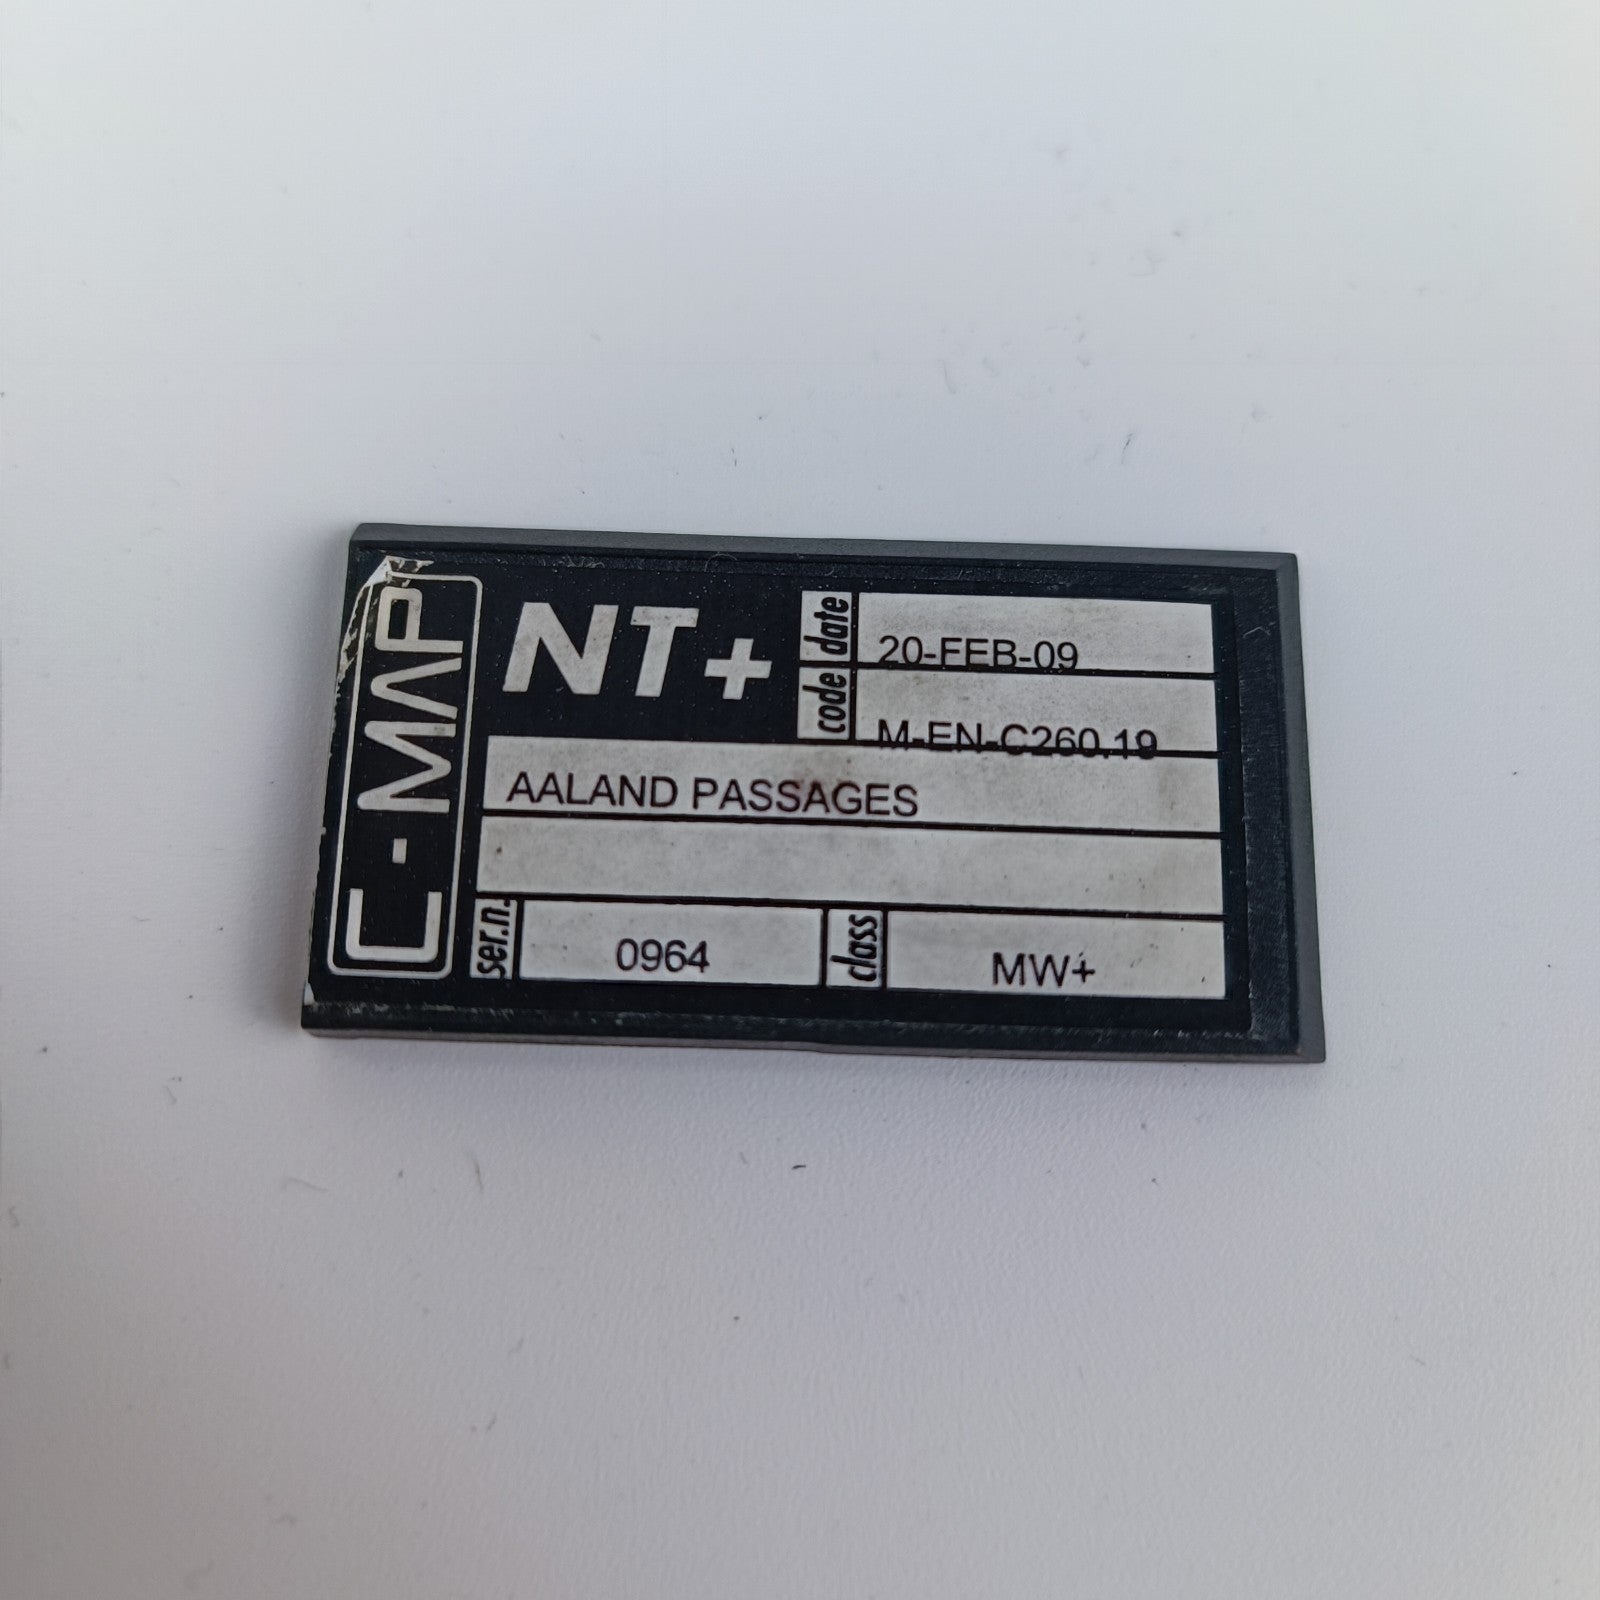 C-MAP
NT+
date 20-FEB-09
code M-EN-C260.19
AALAND PASSAGES
ser.n. 0964 class MW+